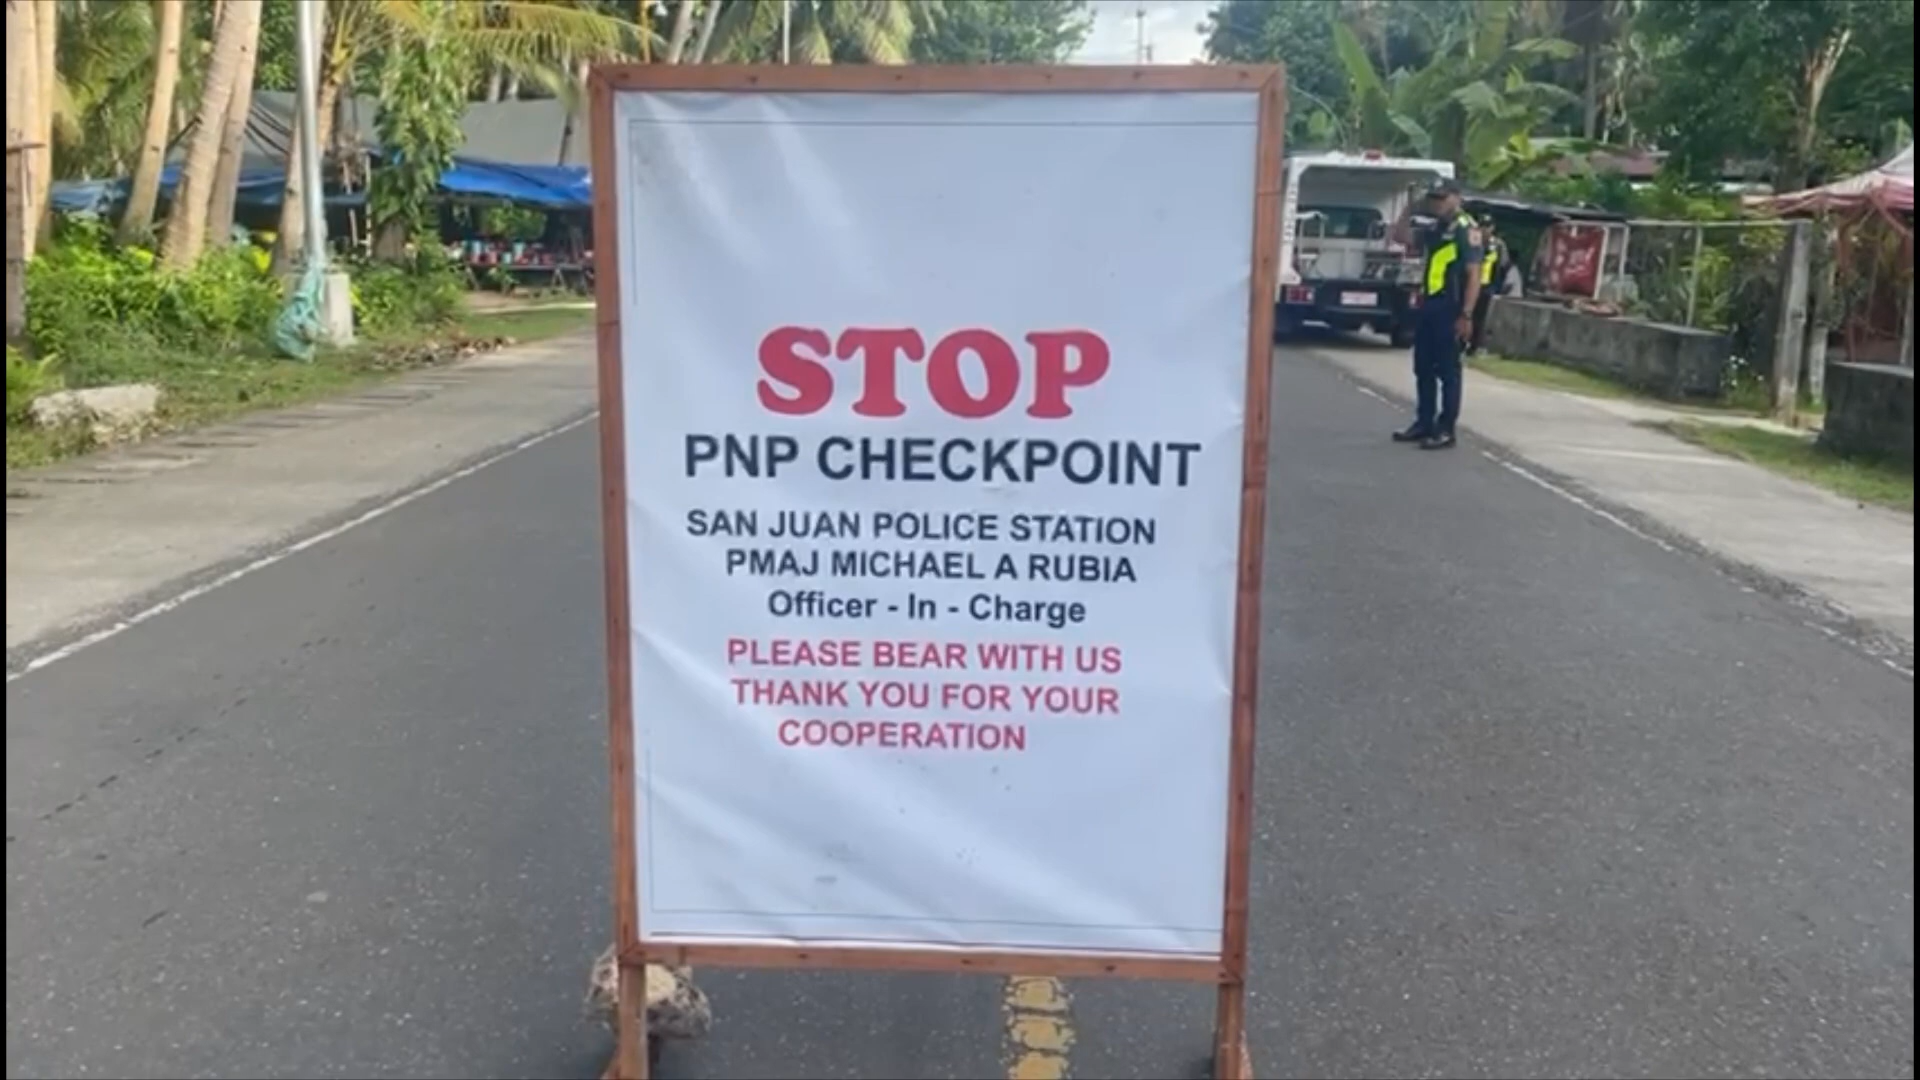 STOP
PNP CHECKPOINT
SAN JUAN POLICE STATION
PMAJ MICHAEL A RUBIA
Officer - In - Charge
PLEASE BEAR WITH US
THANK YOU FOR YOUR
COOPERATION